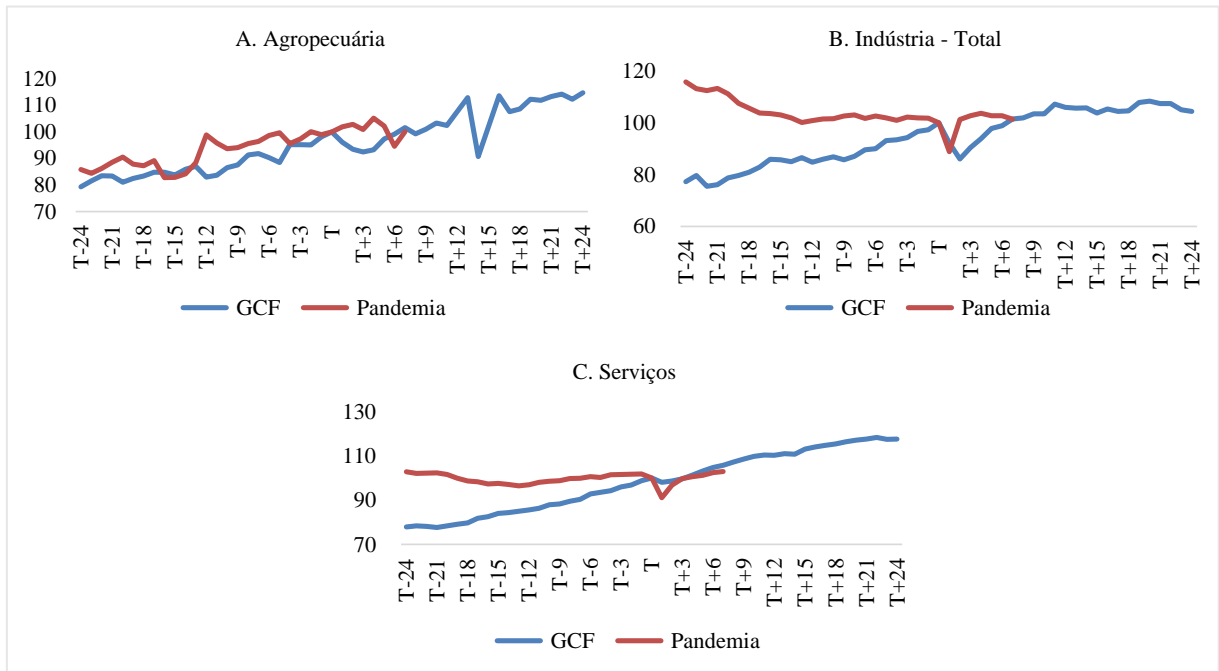 A. Agropecuária
120
110
100
90
80
70
T-24
T-21
T-18
T-15
T-12
T-9
T-6
T-3
T
T+3
T+6
T+9
T+12
T+15
T+18
T+21
T+24
GCF Pandemia
B. Indústria - Total
120
100
80
60
T-24
T-21
T-18
T-15
T-12
T-9
T-6
T-3
T
T+3
T+6
T+9
T+12
T+15
T+18
T+21
T+24
GCF Pandemia
C. Serviços
130
110
90
70
T-24
T-21
T-18
T-15
T-12
T-9
T-6
T-3
T
T+3
T+6
T+9
T+12
T+15
T+18
T+21
T+24
GCF Pandemia